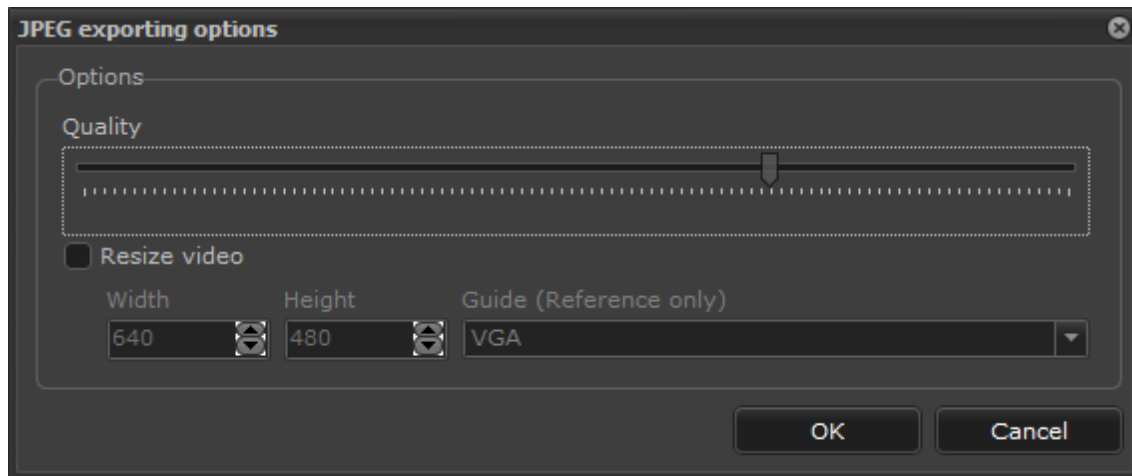 JPEG exporting options
Options
Quality
Resize video
Width Height Guide (Reference only)
640 480 VGA
OK Cancel